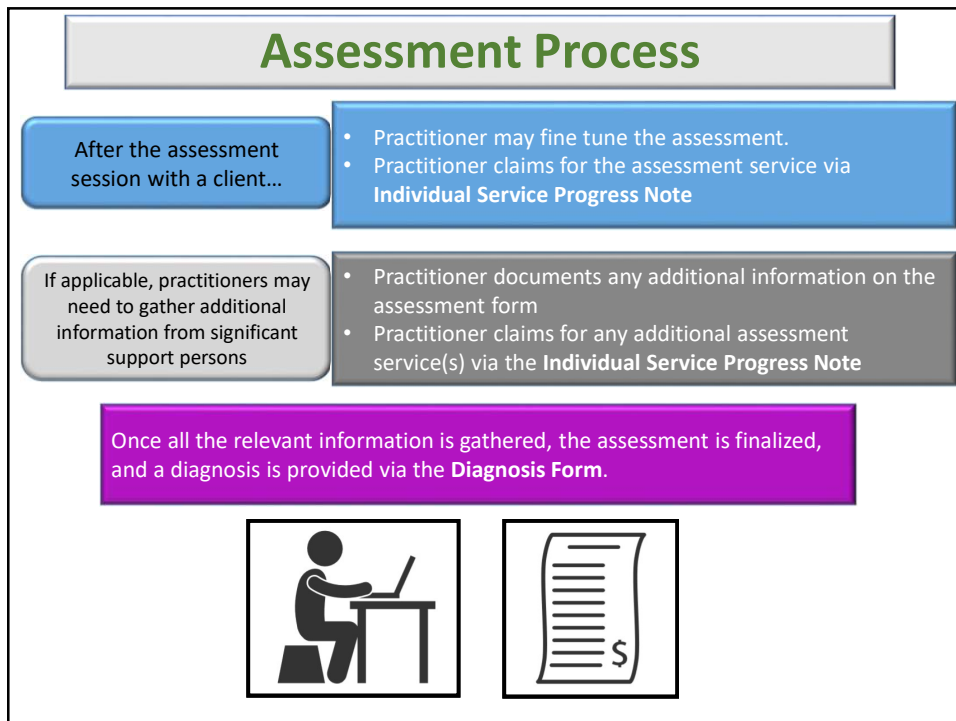 Assessment Process
After the assessment
session with a client…
• Practitioner may fine tune the assessment.
• Practitioner claims for the assessment service via
Individual Service Progress Note
If applicable, practitioners may
need to gather additional
information from significant
support persons
• Practitioner documents any additional information on the
assessment form
• Practitioner claims for any additional assessment
service(s) via the Individual Service Progress Note
Once all the relevant information is gathered, the assessment is finalized,
and a diagnosis is provided via the Diagnosis Form.
$